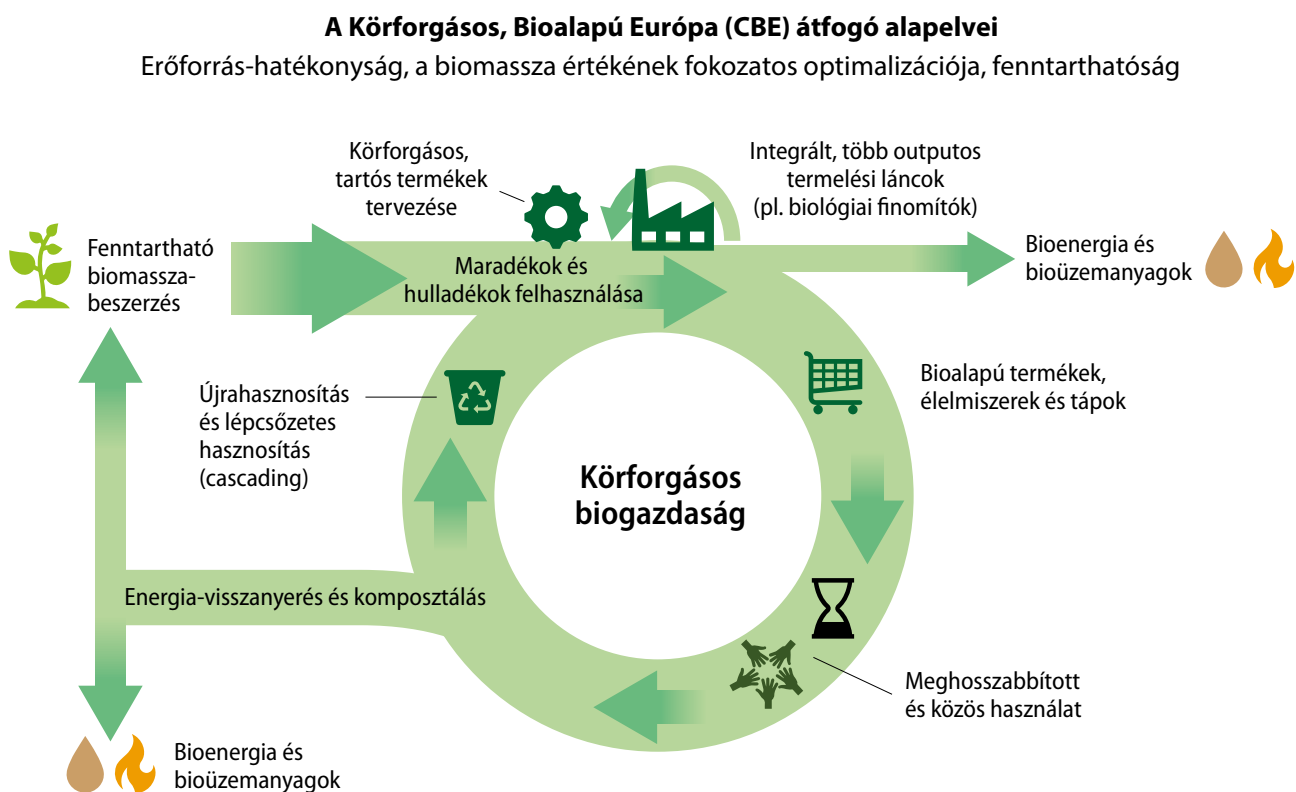 A Körforgásos, Bioalapú Európa (CBE) átfogó alapelvei
Erőforrás-hatékonyság, a biomassza értékének fokozatos optimalizációja, fenntarthatóság
Körforgásos,
tartós termékek
tervezése
Integrált, több outputos
termelési láncok
(pl. biológiai finomítók)
Fenntartható
biomassza-
beszerzés
Maradékok és
hulladékok felhasználása
Bioenergia és
bioüzemanyagok
Újrahasznosítás
és lépcsőzetes
hasznosítás
(cascading)
Bioalapú termékek,
élelmiszerek és tápok
Körforgásos
biogazdaság
Energia-visszanyerés és komposztálás
Meghosszabbított
és közös használat
Bioenergia és
bioüzemanyagok